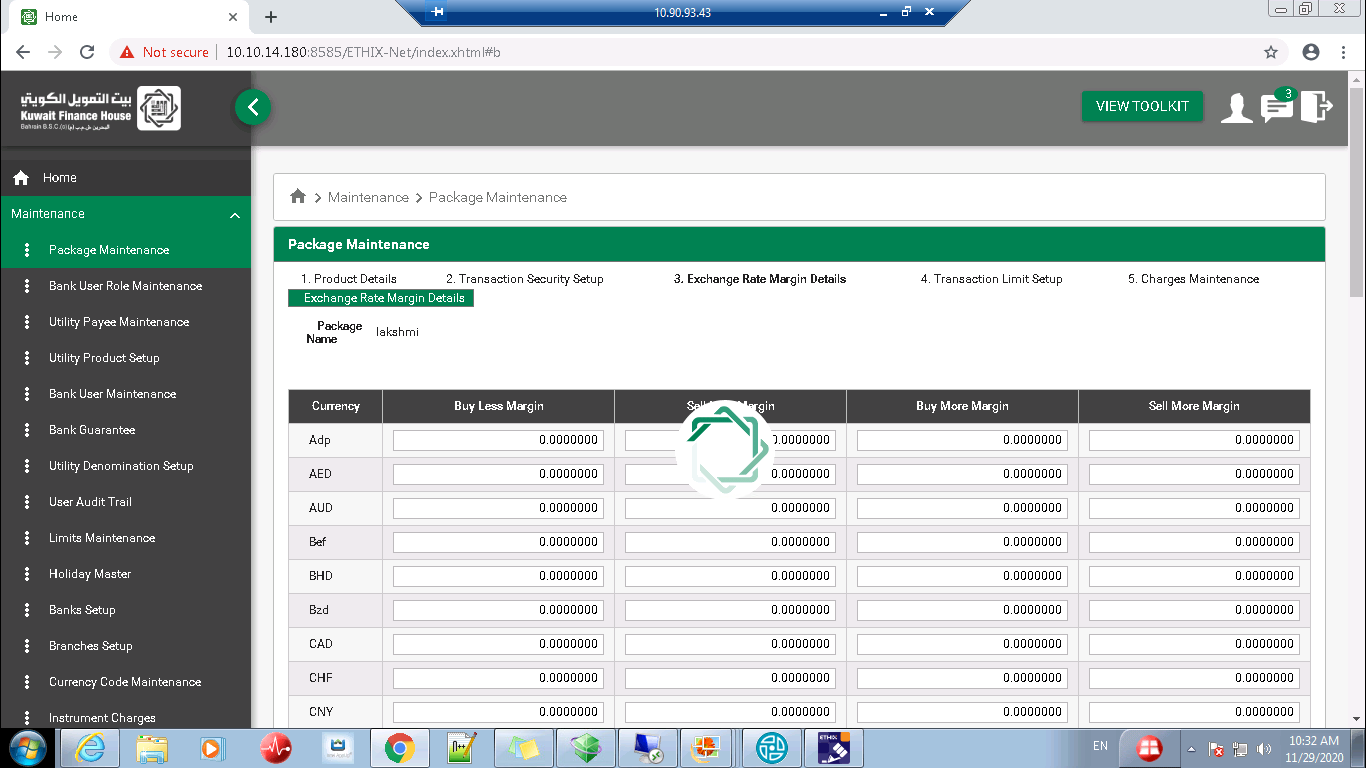 Home
10.90.93.43
Not secure
10.10.14.180:8585/ETHIX-Net/index.xhtml#b
بيت التمويل الكويتي
Kuwait Finance House
Bahrain B.S.C.(c) البحرين ش.م.ب (م)
VIEW TOOLKIT
3
Home
Maintenance
Package Maintenance
Bank User Role Maintenance
Utility Payee Maintenance
Utility Product Setup
Bank User Maintenance
Bank Guarantee
Utility Denomination Setup
User Audit Trail
Limits Maintenance
Holiday Master
Banks Setup
Branches Setup
Currency Code Maintenance
Instrument Charges
Maintenance Package Maintenance
Package Maintenance
1. Product Details 2. Transaction Security Setup 3. Exchange Rate Margin Details 4. Transaction Limit Setup 5. Charges Maintenance
Exchange Rate Margin Details
Package Name lakshmi
Currency Buy Less Margin Sell Margin Buy More Margin Sell More Margin
Adp 0.0000000 0.0000000 0.0000000 0.0000000
AED 0.0000000 0.0000000 0.0000000 0.0000000
AUD 0.0000000 0.0000000 0.0000000 0.0000000
Bef 0.0000000 0.0000000 0.0000000 0.0000000
BHD 0.0000000 0.0000000 0.0000000 0.0000000
Bzd 0.0000000 0.0000000 0.0000000 0.0000000
CAD 0.0000000 0.0000000 0.0000000 0.0000000
CHF 0.0000000 0.0000000 0.0000000 0.0000000
CNY 0.0000000 0.0000000 0.0000000 0.0000000
ETHIX
EN
10:32 AM
11/29/2020